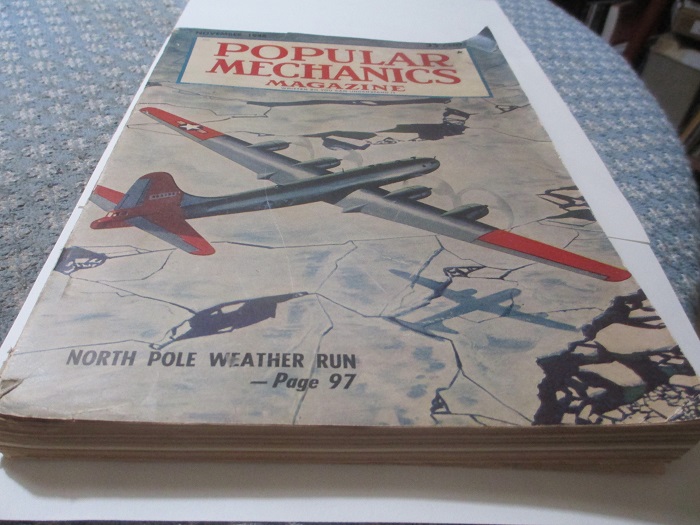 POPULAR
MECHANICS
MAGAZINE
NORTH POLE WEATHER RUN
—Page 97